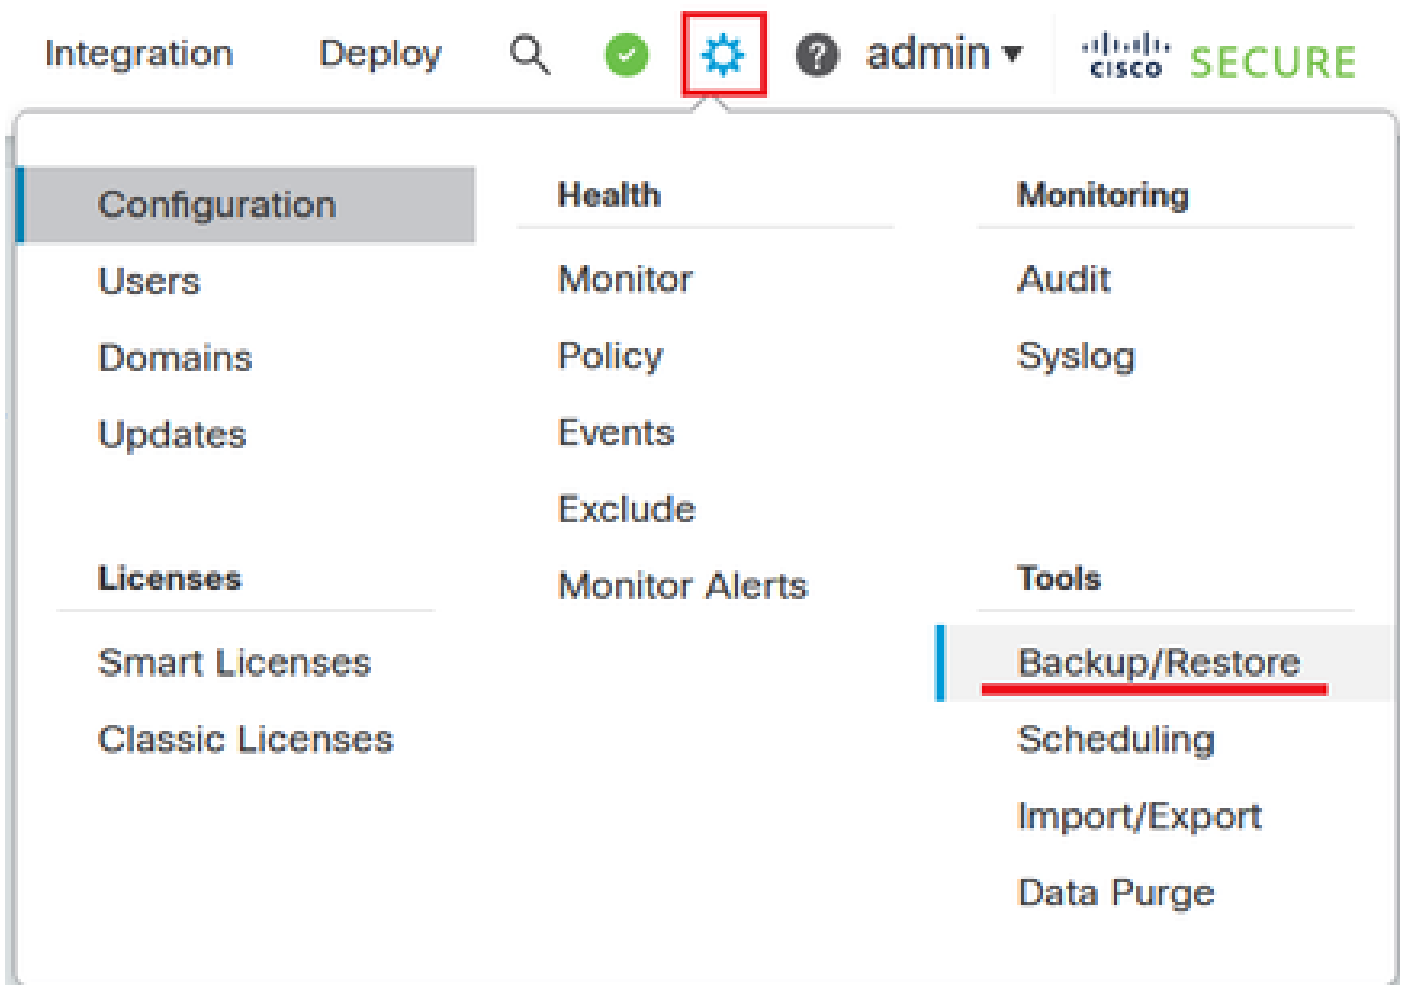 Integration
Deploy
?
admin
CISCO
SECURE
Configuration
Users
Domains
Updates
Licenses
Smart Licenses
Classic Licenses
Health
Monitor
Policy
Events
Exclude
Monitor Alerts
Monitoring
Audit
Syslog
Tools
Backup/Restore
Scheduling
Import/Export
Data Purge